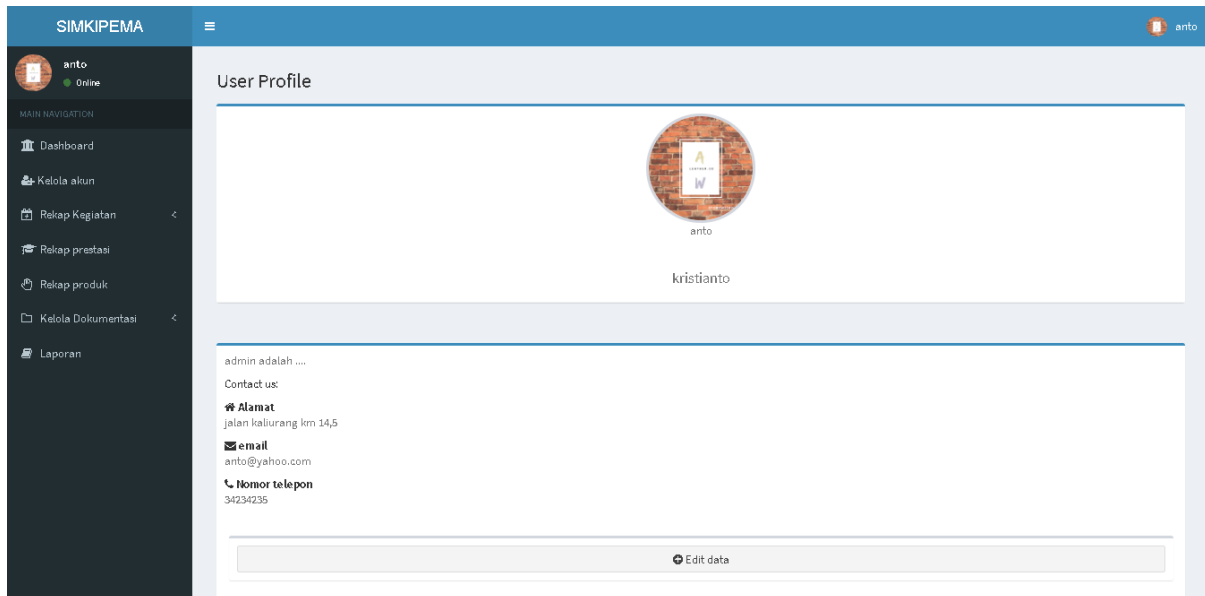 SIMKIPEMA
anto
anto
Online
MAIN NAVIGATION
Dashboard
Kelola akun
Rekap Kegiatan
Rekap prestasi
Rekap produk
Kelola Dokumentasi
Laporan
User Profile
A
W
anto
kristianto
admin adalah ....
Contact us:
Alamat
jalan kaliurang km 14,5
email
anto@yahoo.com
Nomor telepon
34234235
Edit data